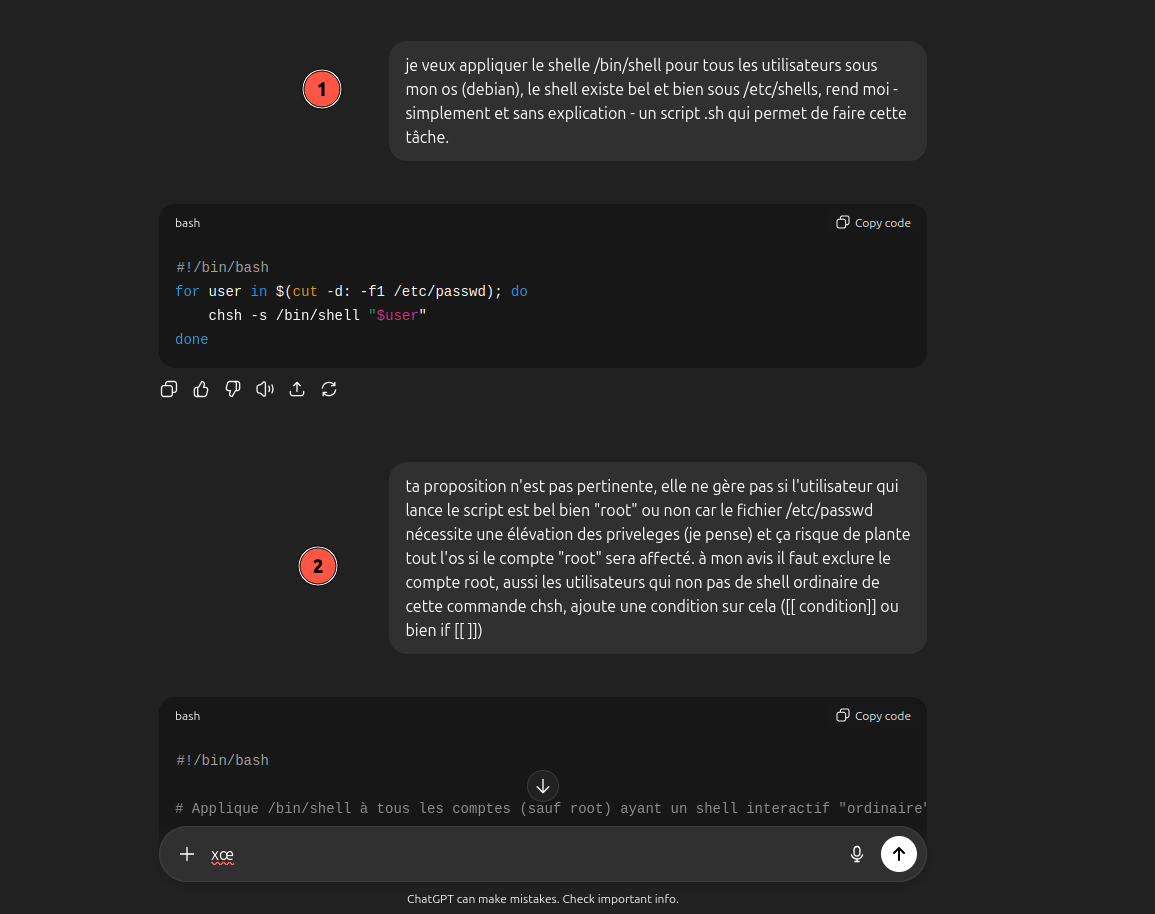 je veux appliquer le shelle /bin/shell pour tous les utilisateurs sous
1
mon os (debian), le shell existe bel et bien sous /etc/shells, rend moi -
simplement et sans explication - un script .sh qui permet de faire cette
tâche.
bash
Copy code
#!/bin/bash
for user in $(cut -d: -f1 /etc/passwd); do
    chsh -s /bin/shell "$user"
done
ta proposition n'est pas pertinente, elle ne gère pas si l'utilisateur qui
lance le script est bel bien "root" ou non car le fichier /etc/passwd
nécessite une élévation des priveleges (je pense) et ça risque de plante
tout l'os si le compte "root" sera affecté. à mon avis il faut exclure le
2
compte root, aussi les utilisateurs qui non pas de shell ordinaire de
cette commande chsh, ajoute une condition sur cela ([[ condition]] ou
bien if [[ ]])
bash
Copy code
#!/bin/bash
# Applique /bin/shell à tous les comptes (sauf root) ayant un shell interactif "ordinaire"
xœ
ChatGPT can make mistakes. Check important info.